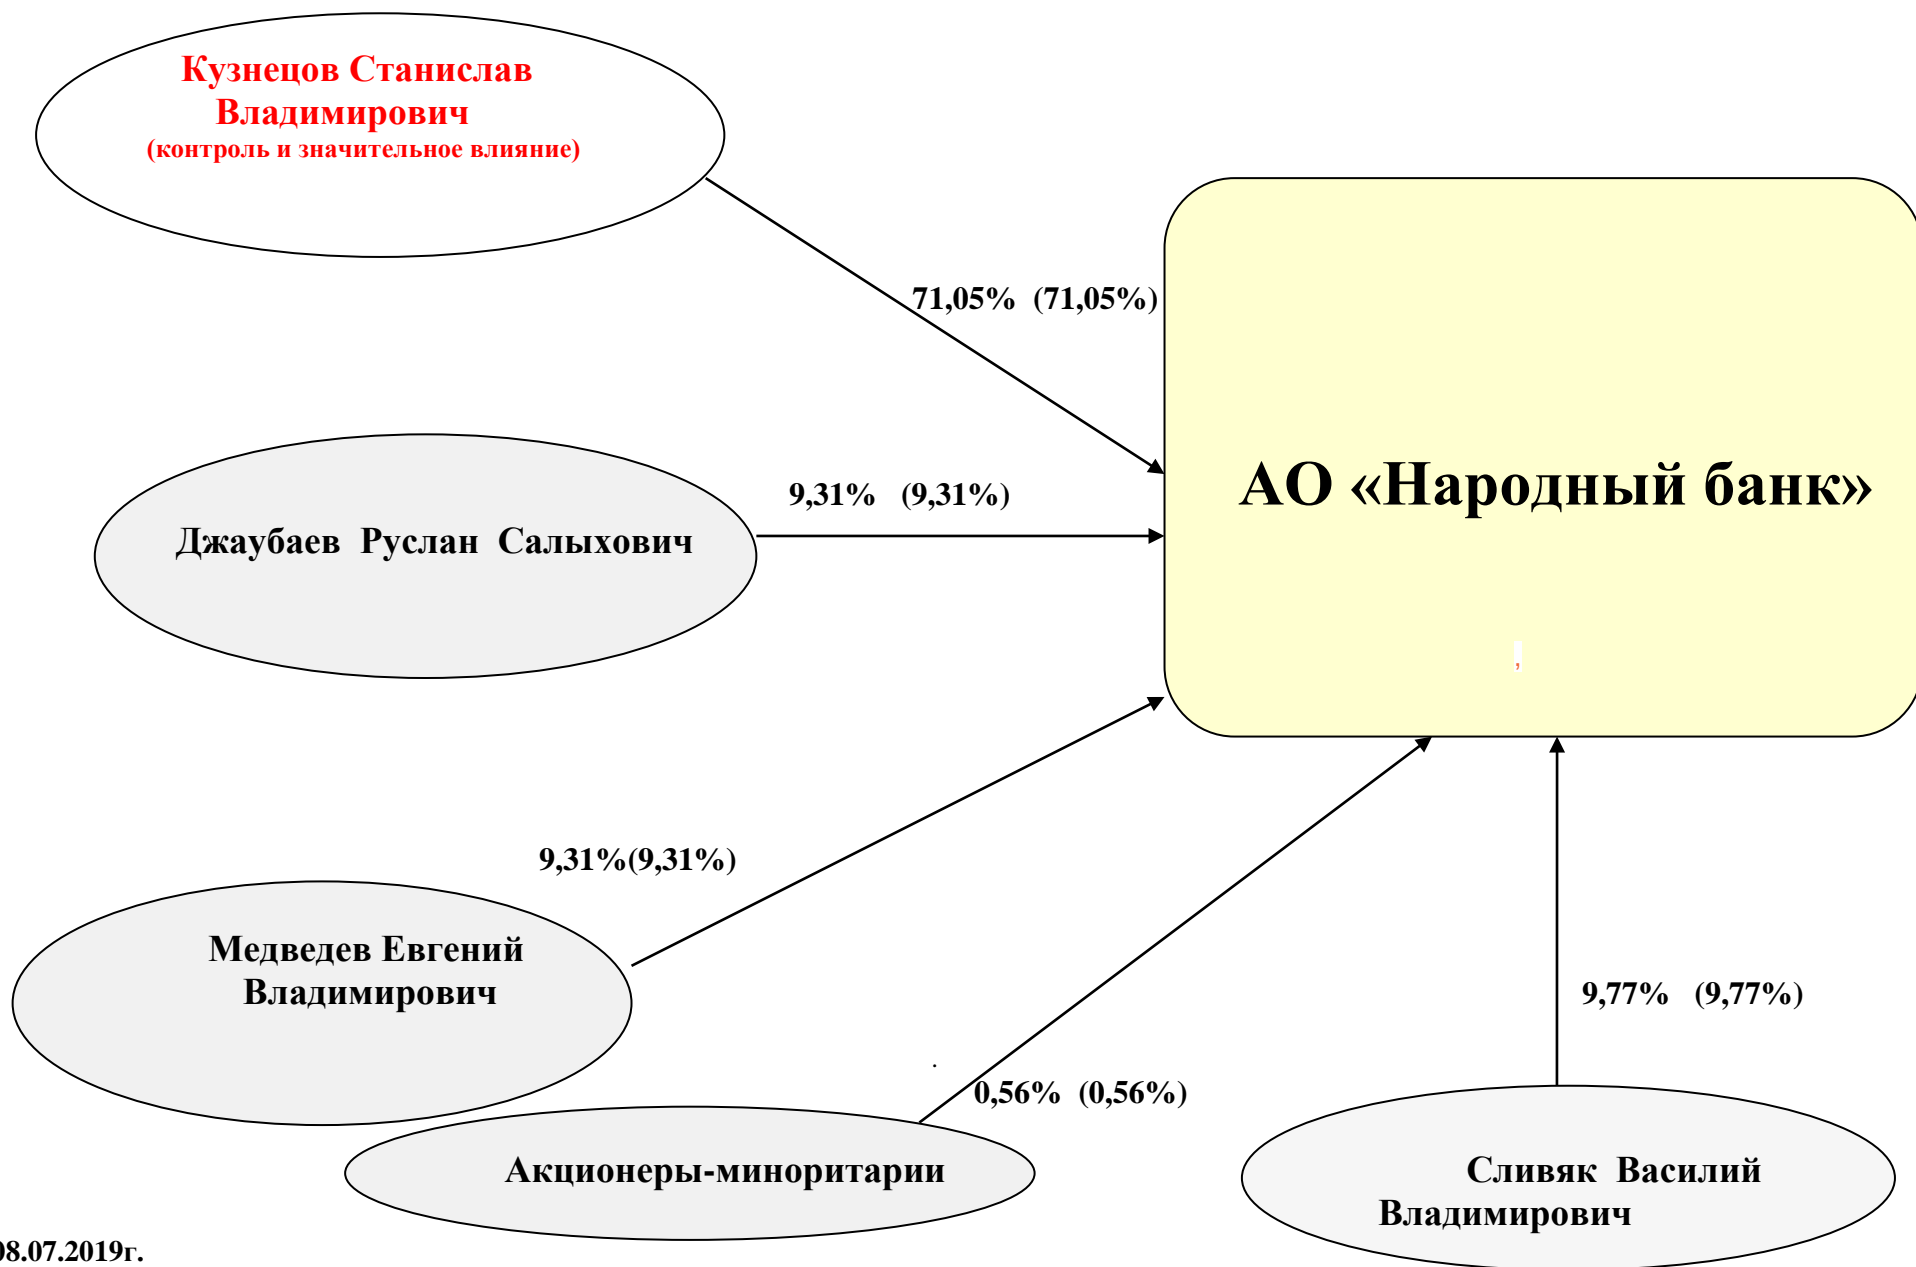 Кузнецов Станислав
Владимирович
(контроль и значительное влияние)
71,05% (71,05%)
АО «Народный банк»
9,31% (9,31%)
Джаубаев Руслан Салыхович
,
9,31%(9,31%)
Медведев Евгений
Владимирович
9,77% (9,77%)
.
0,56% (0,56%)
Акционеры-миноритарии
Сливяк Василий
Владимирович
08.07.2019г.